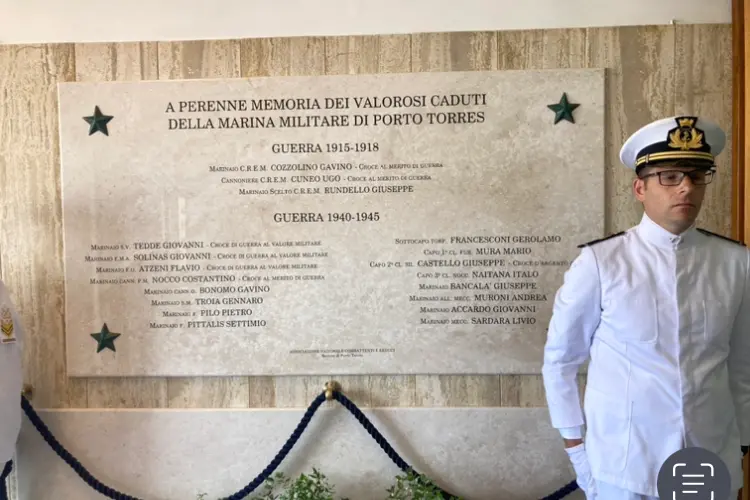 A PERENNE MEMORIA DEI VALOROSI CADUTI
DELLA MARINA MILITARE DI PORTO TORRES
GUERRA 1915-1918
MARINAIO C.R.E.M. COZZOLINO GAVINO - CROCE AL MERITO DI GUERRA
CANNONIERE C.R.E.M. CUNEO UGO - CROCE AL MERITO DI GUERRA
MARINAIO SCELTO C.R.E.M. RUNDELLO GIUSEPPE
GUERRA 1940-1945
MARINAIO S.V. TEDDE GIOVANNI - CROCE DI GUERRA AL VALORE MILITARE
MARINAIO SOLINAS GIOVANNI - CROCE DI GUERRA AL VALORE MILITARE
MARINAIO ATZENI FLAVIO - CROCE DI GUERRA AL VALORE MILITARE
MARINAIO CANN. NOCCO COSTANTINO - CROCE AL MERITO DI GUERRA
MARINAIO CANN. BONOMO GAVINO
MARINAIO TROIA GENNARO
MARINAIO PILO PIETRO
MARINAIO PITTALIS SETTIMIO
SOTTOCAPO TORP. FRANCESCONI GEROLAMO
CAPO 1ª CL. MURA MARIO
CAPO 2ª CL. CASTELLO GIUSEPPE - CROCE D'ARGENTO
CAPO 2ª CL. NAITANA ITALO
MARINAIO BANCALA' GIUSEPPE
MARINAIO ALL. MECC. MURONI ANDREA
MARINAIO ACCARDO GIOVANNI
MARINAIO MECC. SARDARA LIVIO
ASSOCIAZIONE NAZIONALE COMBATTENTI E REDUCI